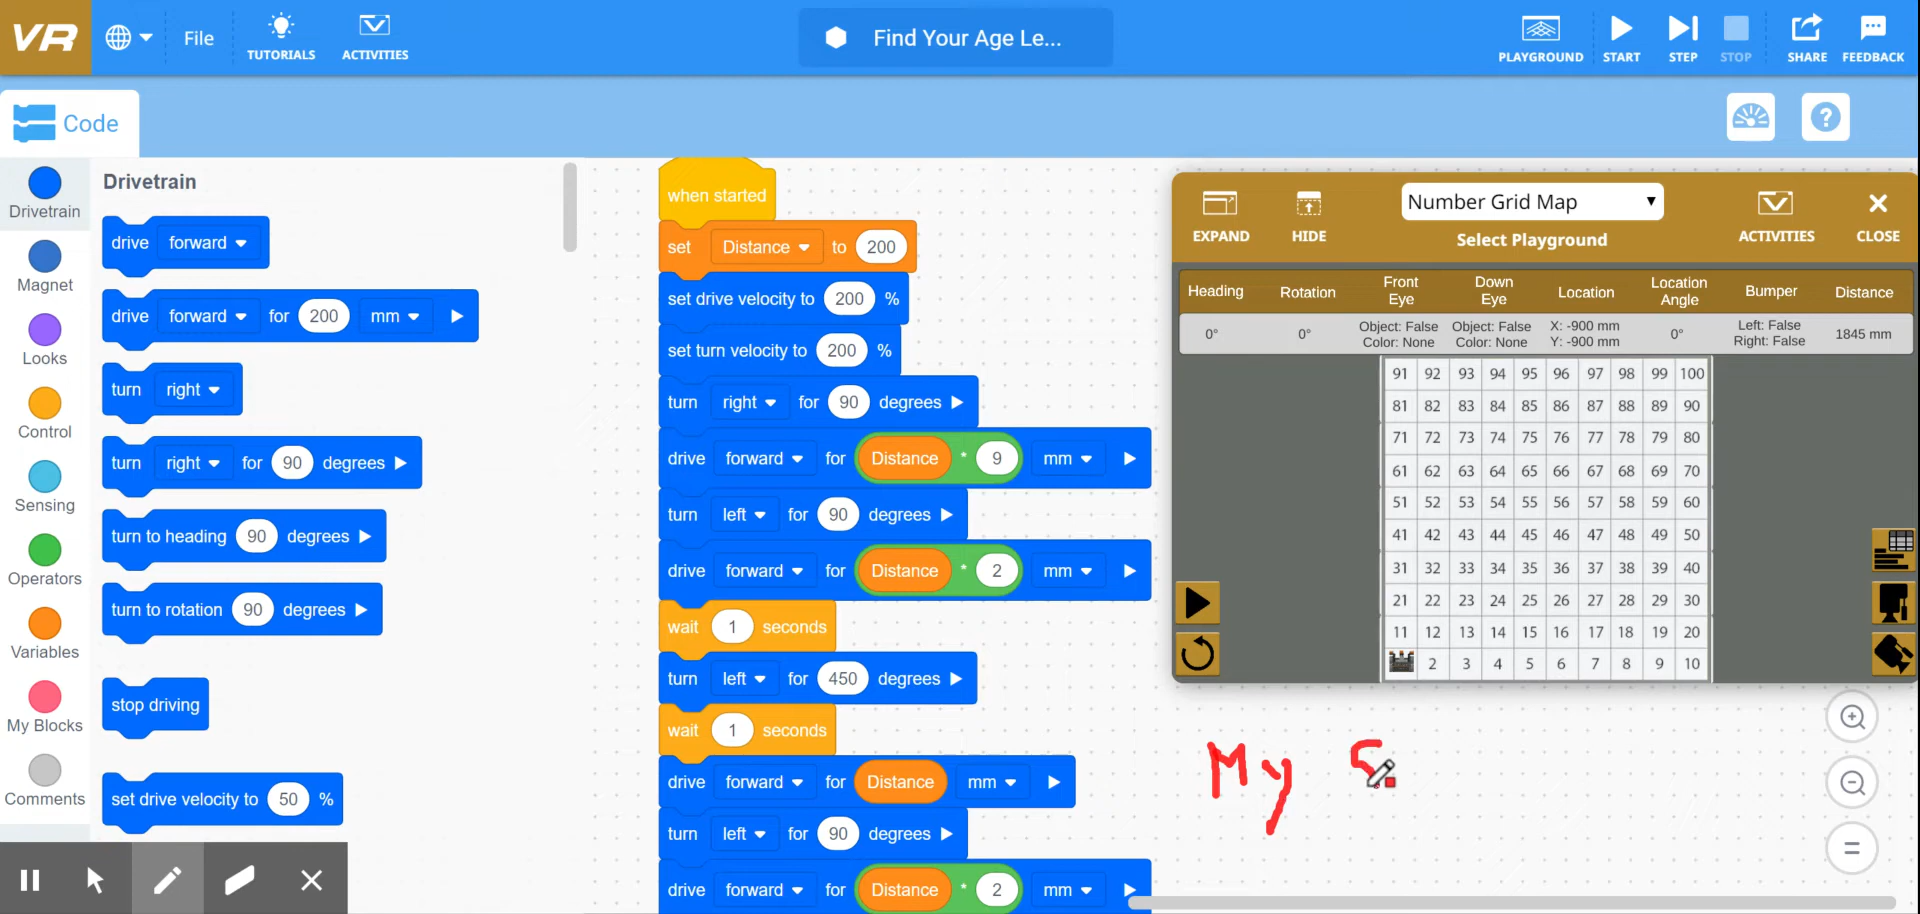 VR File TUTORIALS ACTIVITIES Find Your Age Le... PLAYGROUND START STEP STOP SHARE FEEDBACK
Code
Drivetrain
Magnet
Looks
Control
Sensing
Operators
Variables
My Blocks
Comments
Drivetrain
drive forward
drive forward for 200 mm
turn right
turn right for 90 degrees
turn to heading 90 degrees
turn to rotation 90 degrees
stop driving
set drive velocity to 50 %
when started
set Distance to 200
set drive velocity to 200 %
set turn velocity to 200 %
turn right for 90 degrees
drive forward for Distance * 9 mm
turn left for 90 degrees
drive forward for Distance * 2 mm
wait 1 seconds
turn left for 450 degrees
wait 1 seconds
drive forward for Distance mm
turn left for 90 degrees
drive forward for Distance * 2 mm
EXPAND HIDE Number Grid Map ACTIVITIES CLOSE
Select Playground
Heading Rotation Front Eye Down Eye Location Location Angle Bumper Distance
0° 0° Object: False Object: False X: -900 mm 0° Left: False 1845 mm
Color: None Color: None Y: -900 mm Right: False
91 92 93 94 95 96 97 98 99 100
81 82 83 84 85 86 87 88 89 90
71 72 73 74 75 76 77 78 79 80
61 62 63 64 65 66 67 68 69 70
51 52 53 54 55 56 57 58 59 60
41 42 43 44 45 46 47 48 49 50
31 32 33 34 35 36 37 38 39 40
21 22 23 24 25 26 27 28 29 30
11 12 13 14 15 16 17 18 19 20
2 3 4 5 6 7 8 9 10
My